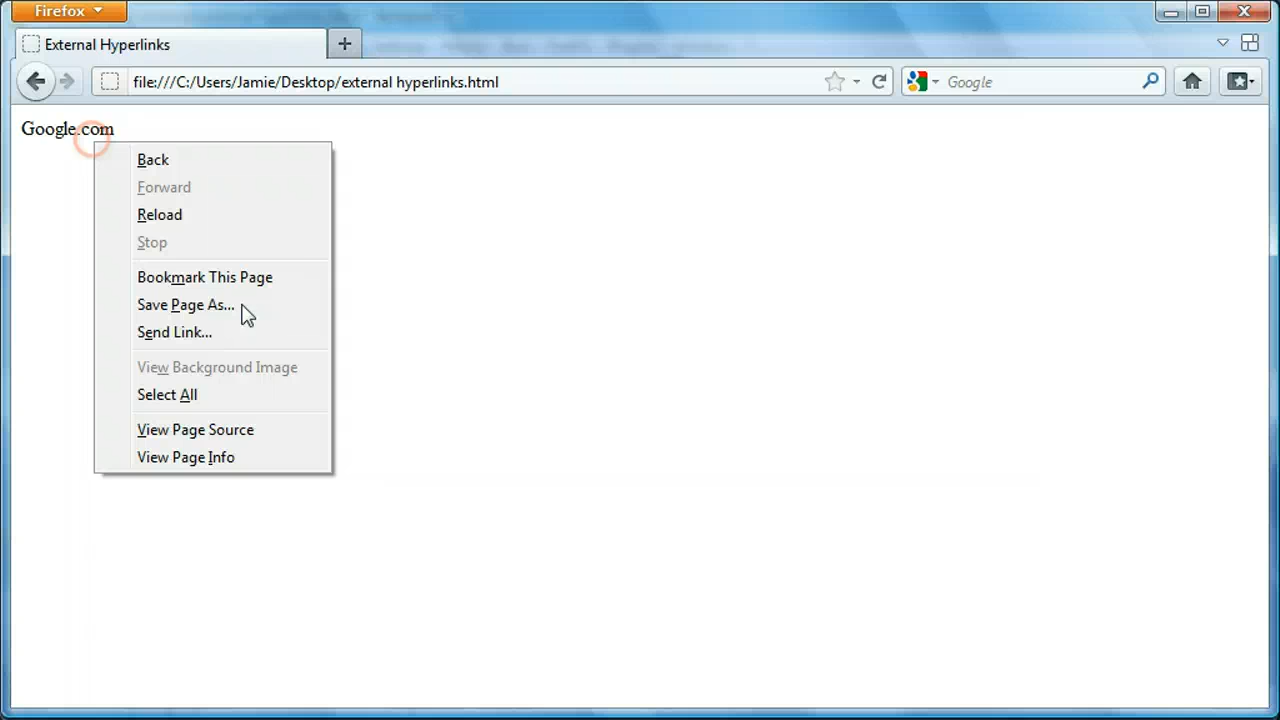 Firefox
External Hyperlinks
file:///C:/Users/Jamie/Desktop/external hyperlinks.html
Google
Google.com
Back
Forward
Reload
Stop
Bookmark This Page
Save Page As...
Send Link...
View Background Image
Select All
View Page Source
View Page Info